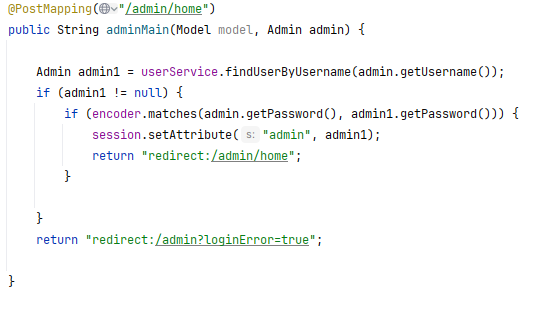 @PostMapping("/admin/home")
public String adminMain(Model model, Admin admin) {
Admin admin1 = userService.findUserByUsername(admin.getUsername());
if (admin1 != null) {
if (encoder.matches(admin.getPassword(), admin1.getPassword())) {
session.setAttribute( s: "admin", admin1);
return "redirect:/admin/home";
}
}
return "redirect:/admin?loginError=true";
}